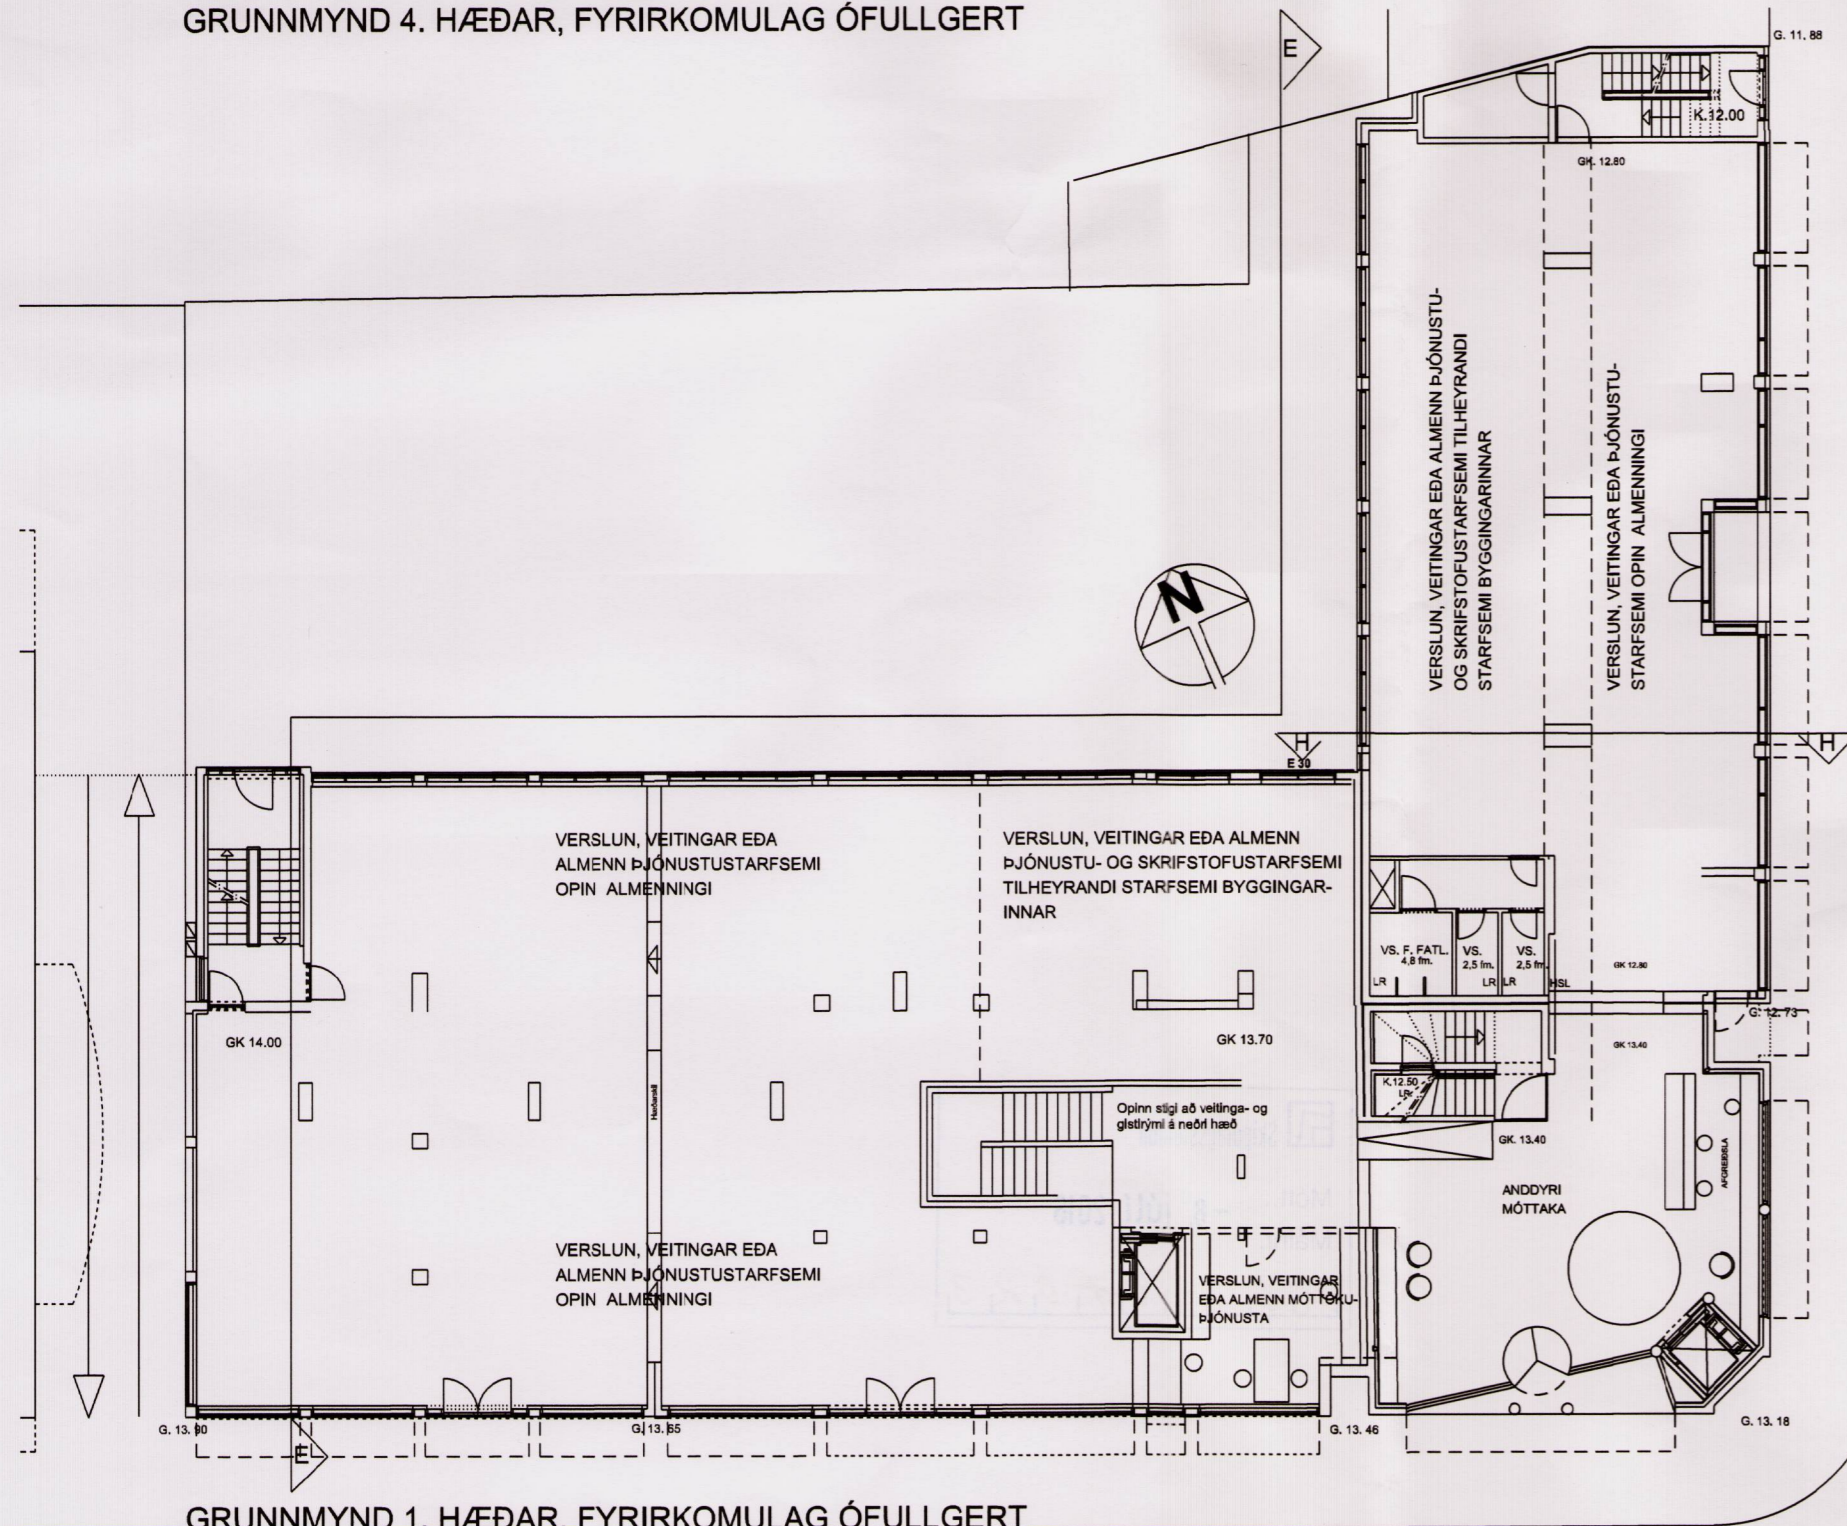 GRUNNMYND 4. HÆÐAR, FYRIRKOMULAG ÓFULLGERT
E
G. 11. 88
K.12.00
GK. 12.80
VERSLUN, VEITINGAR EÐA ALMENN ÞJÓNUSTU-
OG SKRIFSTOFUSTARFSEMI TILHEYRANDI
STARFSEMI BYGGINGARINNAR
VERSLUN, VEITINGAR EÐA ÞJÓNUSTU-
STARFSEMI OPIN ALMENNINGI
N
H
H
E 30
VERSLUN, VEITINGAR EÐA
ALMENN ÞJÓNUSTUSTARFSEMI
OPIN ALMENNINGI
VERSLUN, VEITINGAR EÐA ALMENN
ÞJÓNUSTU- OG SKRIFSTOFUSTARFSEMI
TILHEYRANDI STARFSEMI BYGGINGAR-
INNAR
VS. F. FATL.
4,8 fm.
VS.
2,5 fm.
VS.
2,5 fm.
LR
LR
LR
HSL
GK 12.80
G. 12. 73
GK 14.00
GK 13.70
GK 13.40
K.12.50
LR
Hæðarskil
Opinn stigi að veitinga- og
gistirými á neðri hæð
GK. 13.40
AFGREIÐSLA
ANDDYRI
MÓTTAKA
VERSLUN, VEITINGAR EÐA
ALMENN ÞJÓNUSTUSTARFSEMI
OPIN ALMENNINGI
VERSLUN, VEITINGAR
EÐA ALMENN MÓTTÖKU-
ÞJÓNUSTA
G. 13. 90
G. 13. 65
G. 13. 46
G. 13. 18
E
GRUNNMYND 1. HÆÐAR, FYRIRKOMULAG ÓFULLGERT